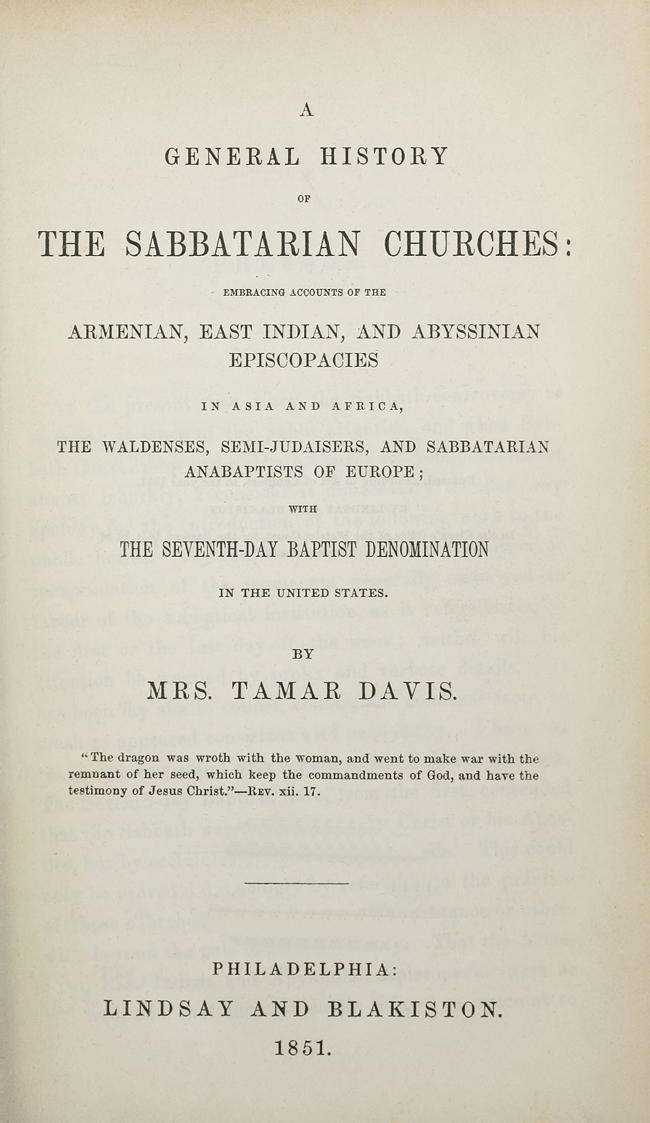 A
GENERAL HISTORY
OF
THE SABBATARIAN CHURCHES:
EMBRACING ACCOUNTS OF THE
ARMENIAN, EAST INDIAN, AND ABYSSINIAN
EPISCOPACIES
IN ASIA AND AFRICA,
THE WALDENSES, SEMI-JUDAISERS, AND SABBATARIAN
ANABAPTISTS OF EUROPE;
WITH
THE SEVENTH-DAY BAPTIST DENOMINATION
IN THE UNITED STATES.
BY
MRS. TAMAR DAVIS.
"The dragon was wroth with the woman, and went to make war with the
remnant of her seed, which keep the commandments of God, and have the
testimony of Jesus Christ."—REV. xii. 17.
PHILADELPHIA:
LINDSAY AND BLAKISTON.
1851.